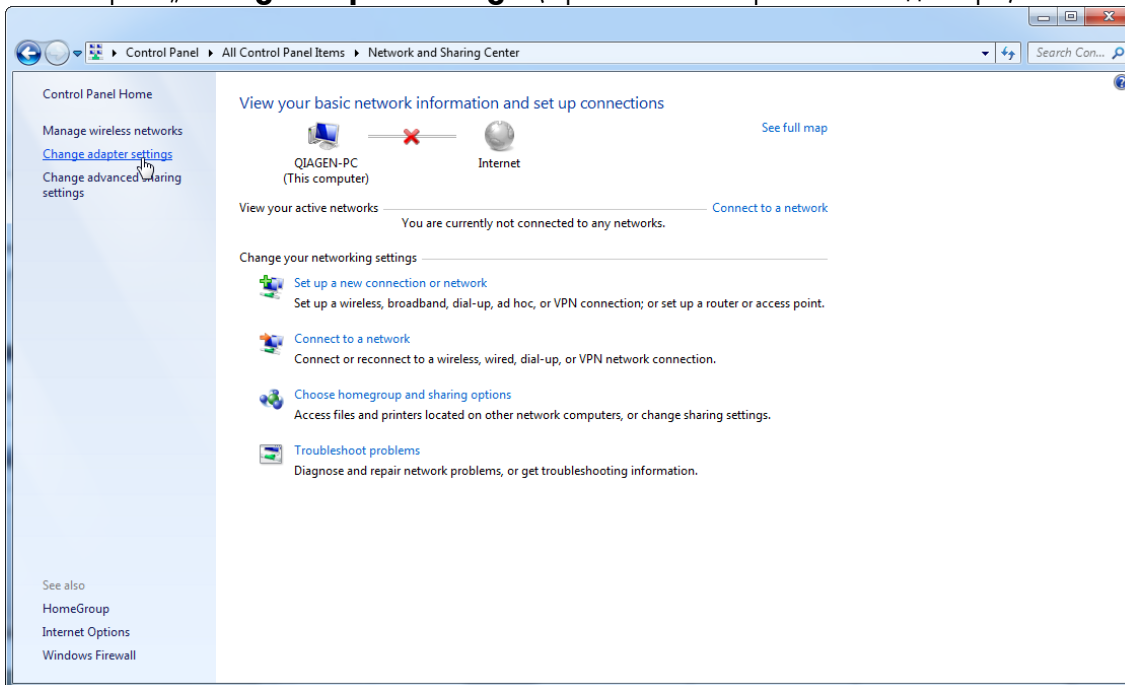 Control Panel ▸ All Control Panel Items ▸ Network and Sharing Center
Search Con...
Control Panel Home
Manage wireless networks
Change adapter settings
Change advanced sharing
settings
See also
HomeGroup
Internet Options
Windows Firewall
View your basic network information and set up connections
See full map
QIAGEN-PC
(This computer)
Internet
View your active networks
Connect to a network
You are currently not connected to any networks.
Change your networking settings
Set up a new connection or network
Set up a wireless, broadband, dial-up, ad hoc, or VPN connection; or set up a router or access point.
Connect to a network
Connect or reconnect to a wireless, wired, dial-up, or VPN network connection.
Choose homegroup and sharing options
Access files and printers located on other network computers, or change sharing settings.
Troubleshoot problems
Diagnose and repair network problems, or get troubleshooting information.